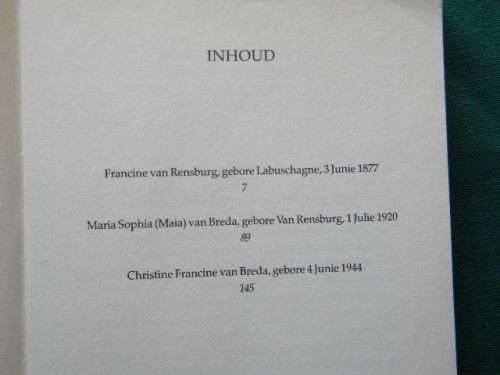 INHOUD
Francine van Rensburg, gebore Labuschagne, 3 Junie 1877
7
Maria Sophia (Maia) van Breda, gebore Van Rensburg, 1 Julie 1920
89
Christine Francine van Breda, gebore 4 Junie 1944
145